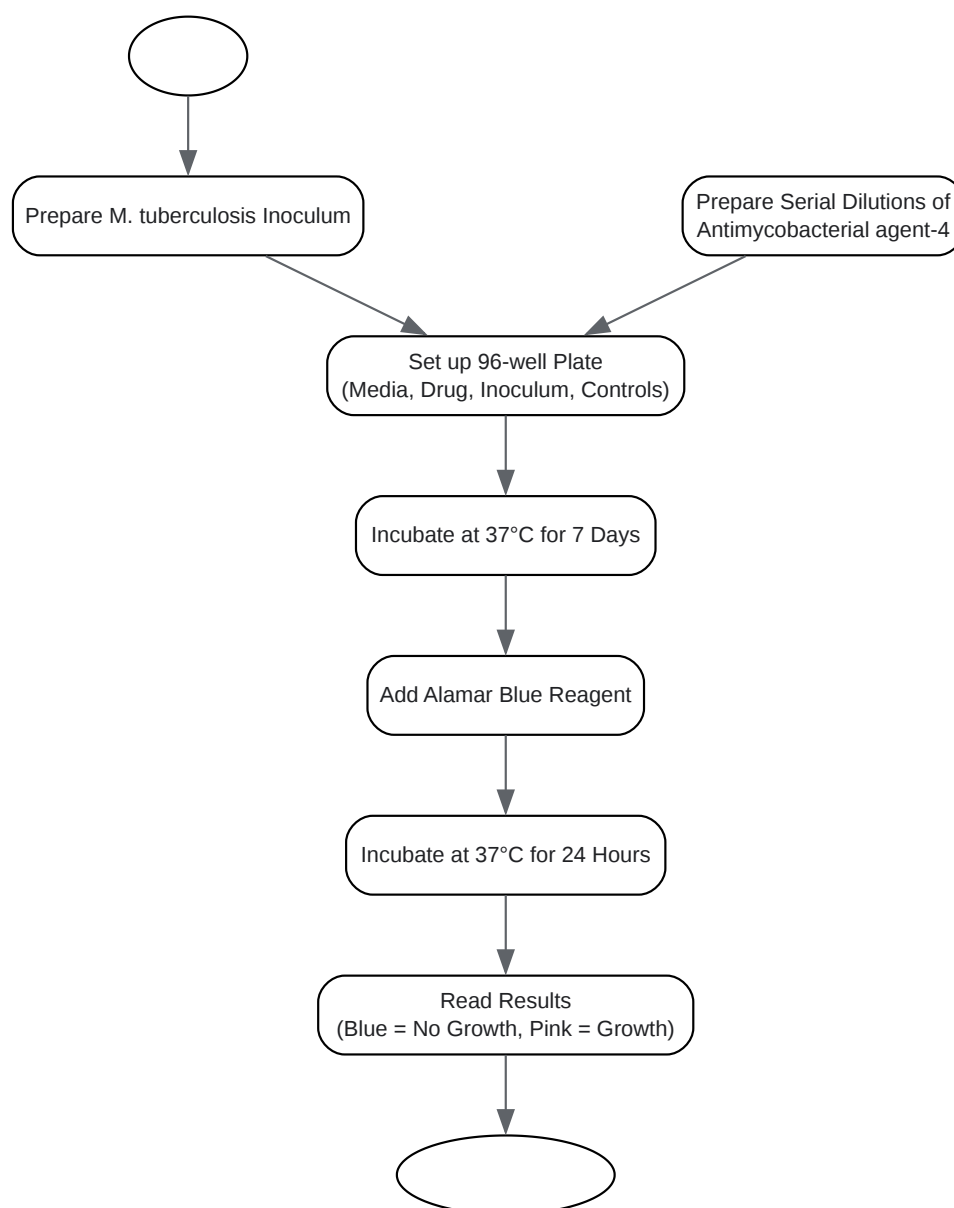 Prepare M. tuberculosis Inoculum
Prepare Serial Dilutions of
Antimycobacterial agent-4
Set up 96-well Plate
(Media, Drug, Inoculum, Controls)
Incubate at 37°C for 7 Days
Add Alamar Blue Reagent
Incubate at 37°C for 24 Hours
Read Results
(Blue = No Growth, Pink = Growth)